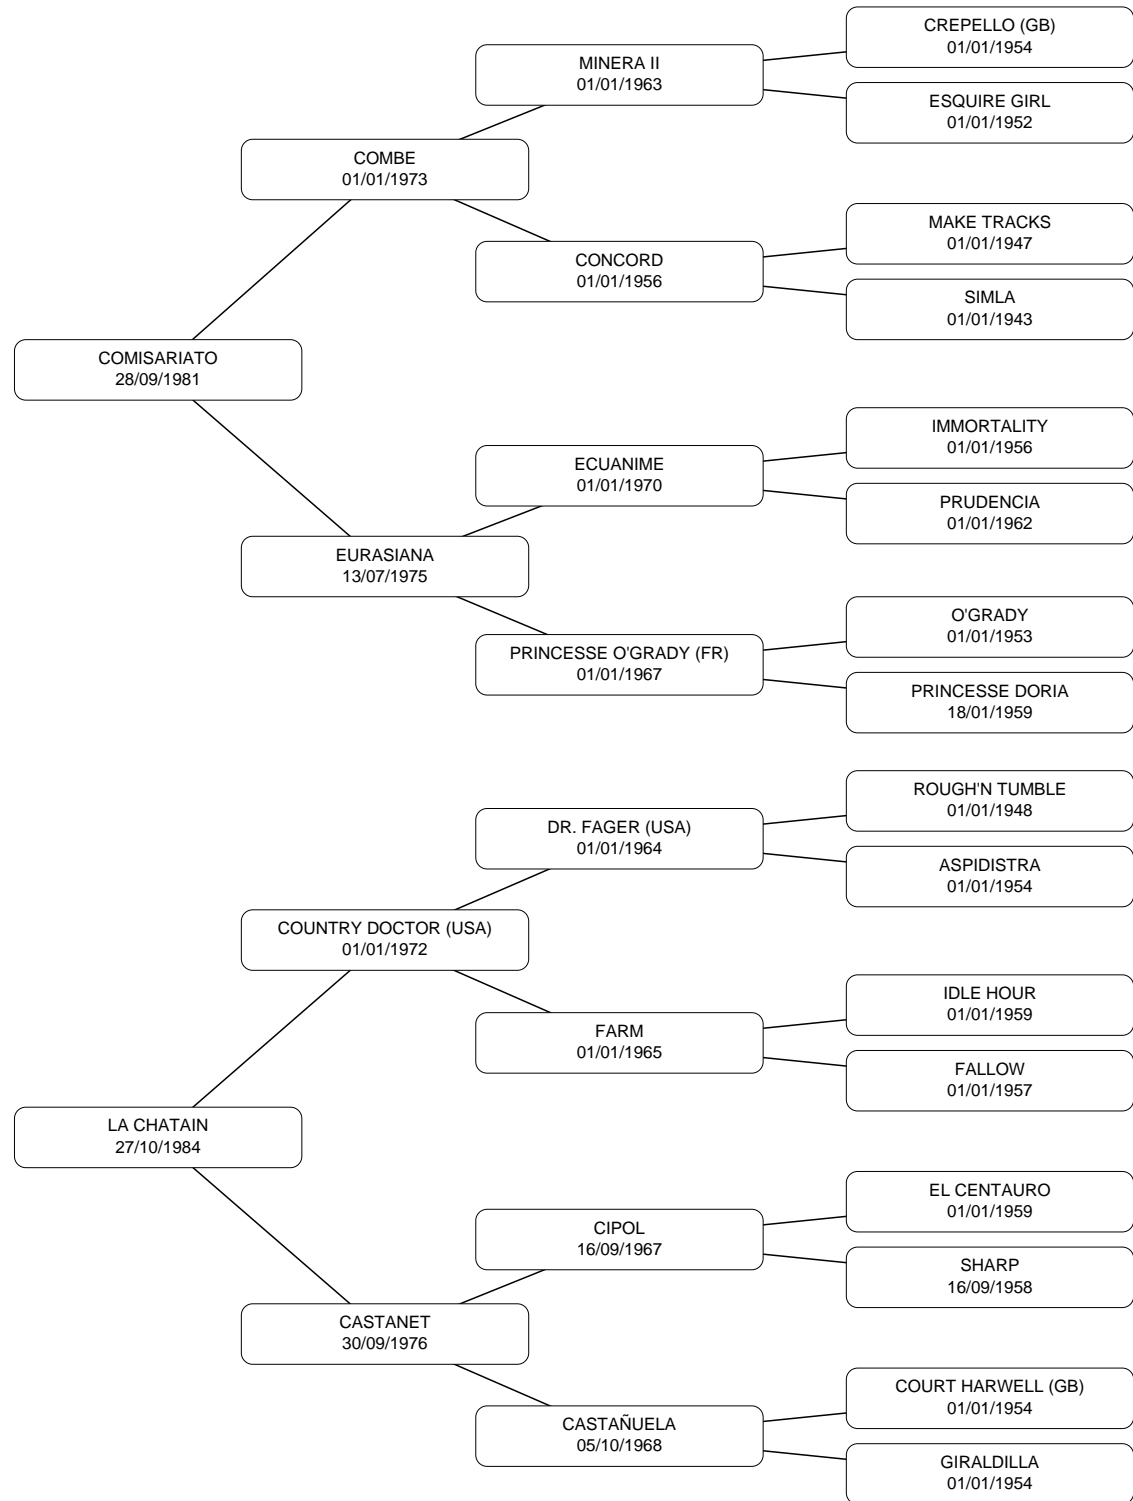 CREPELLO (GB)
01/01/1954
MINERA II
01/01/1963
ESQUIRE GIRL
01/01/1952
COMBE
01/01/1973
MAKE TRACKS
01/01/1947
CONCORD
01/01/1956
SIMLA
01/01/1943
COMISARIATO
28/09/1981
IMMORTALITY
01/01/1956
ECUANIME
01/01/1970
PRUDENCIA
01/01/1962
EURASIANA
13/07/1975
O'GRADY
01/01/1953
PRINCESSE O'GRADY (FR)
01/01/1967
PRINCESSE DORIA
18/01/1959
ROUGH'N TUMBLE
01/01/1948
DR. FAGER (USA)
01/01/1964
ASPIDISTRA
01/01/1954
COUNTRY DOCTOR (USA)
01/01/1972
IDLE HOUR
01/01/1959
FARM
01/01/1965
FALLOW
01/01/1957
LA CHATAIN
27/10/1984
EL CENTAURO
01/01/1959
CIPOL
16/09/1967
SHARP
16/09/1958
CASTANET
30/09/1976
COURT HARWELL (GB)
01/01/1954
CASTAÑUELA
05/10/1968
GIRALDILLA
01/01/1954